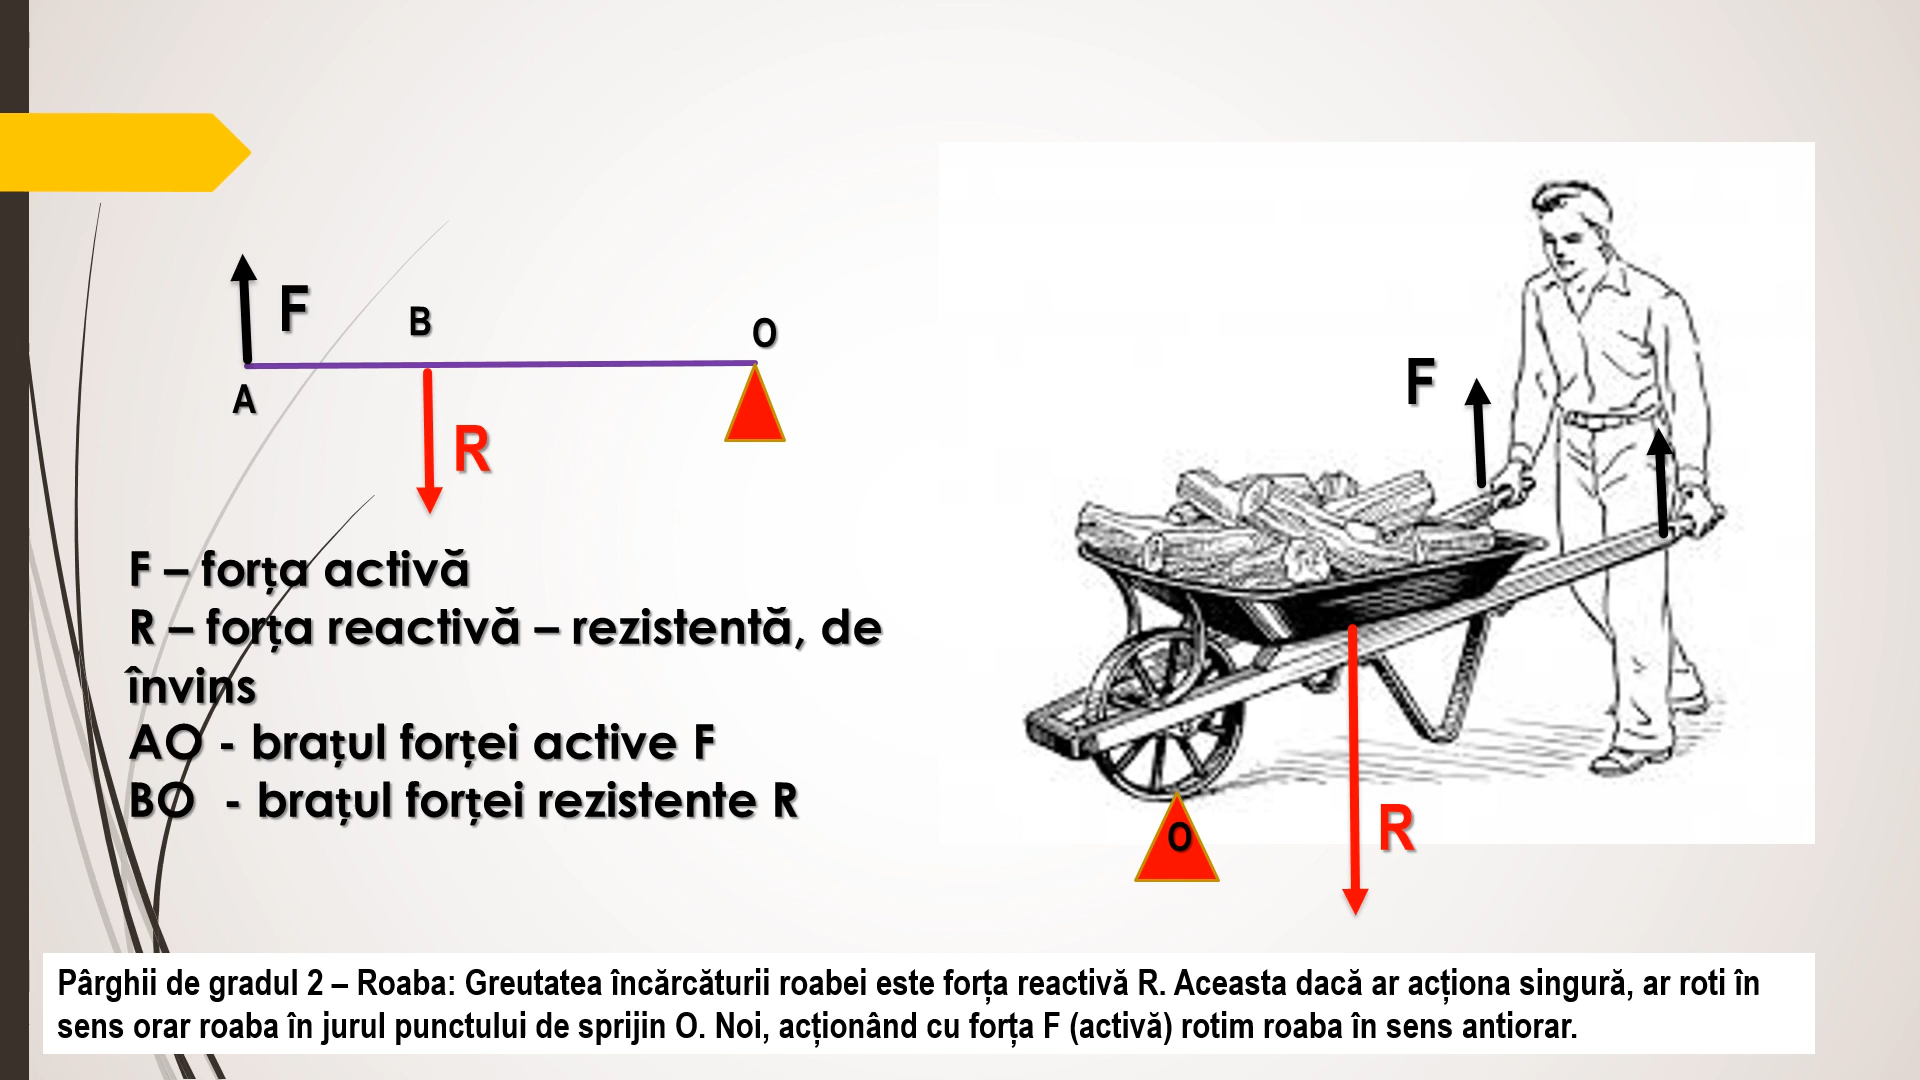 F
B
O
A
R
F – forța activă
R – forța reactivă – rezistentă, de
învins
AO - brațul forței active F
BO - brațul forței rezistente R
F
R
O
Pârghii de gradul 2 – Roaba: Greutatea încărcăturii roabei este forța reactivă R. Aceasta dacă ar acționa singură, ar roti în
sens orar roaba în jurul punctului de sprijin O. Noi, acționând cu forța F (activă) rotim roaba în sens antiorar.